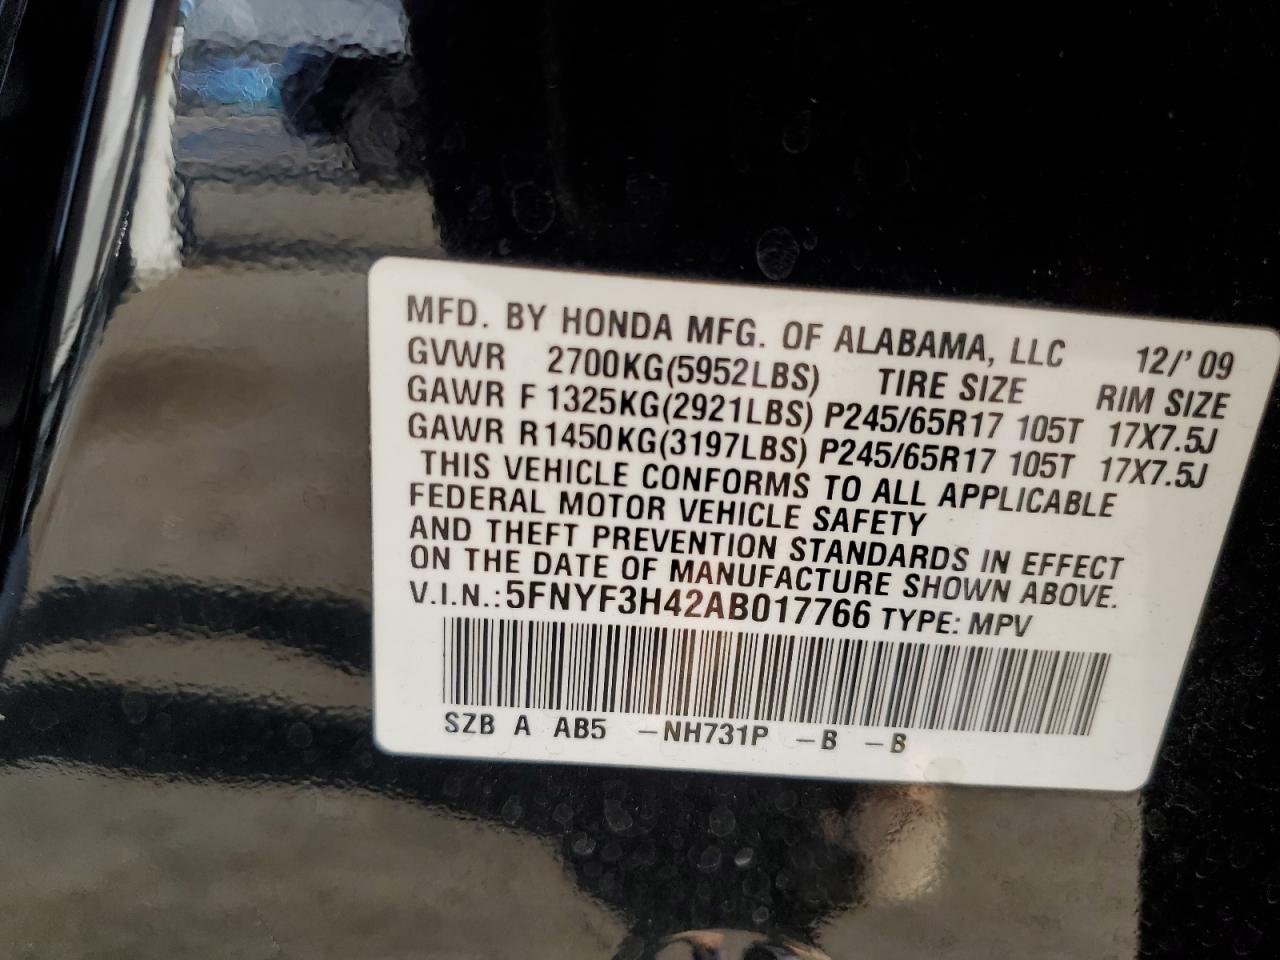 MFD. BY HONDA MFG. OF ALABAMA, LLC 12/'09
GVWR 2700KG(5952LBS) TIRE SIZE RIM SIZE
GAWR F 1325KG(2921LBS) P245/65R17 105T 17X7.5J
GAWR R1450KG(3197LBS) P245/65R17 105T 17X7.5J
THIS VEHICLE CONFORMS TO ALL APPLICABLE
FEDERAL MOTOR VEHICLE SAFETY
AND THEFT PREVENTION STANDARDS IN EFFECT
ON THE DATE OF MANUFACTURE SHOWN ABOVE.
V.I.N.:5FNYF3H42AB017766 TYPE: MPV
SZB A AB5 -NH731P -B -B